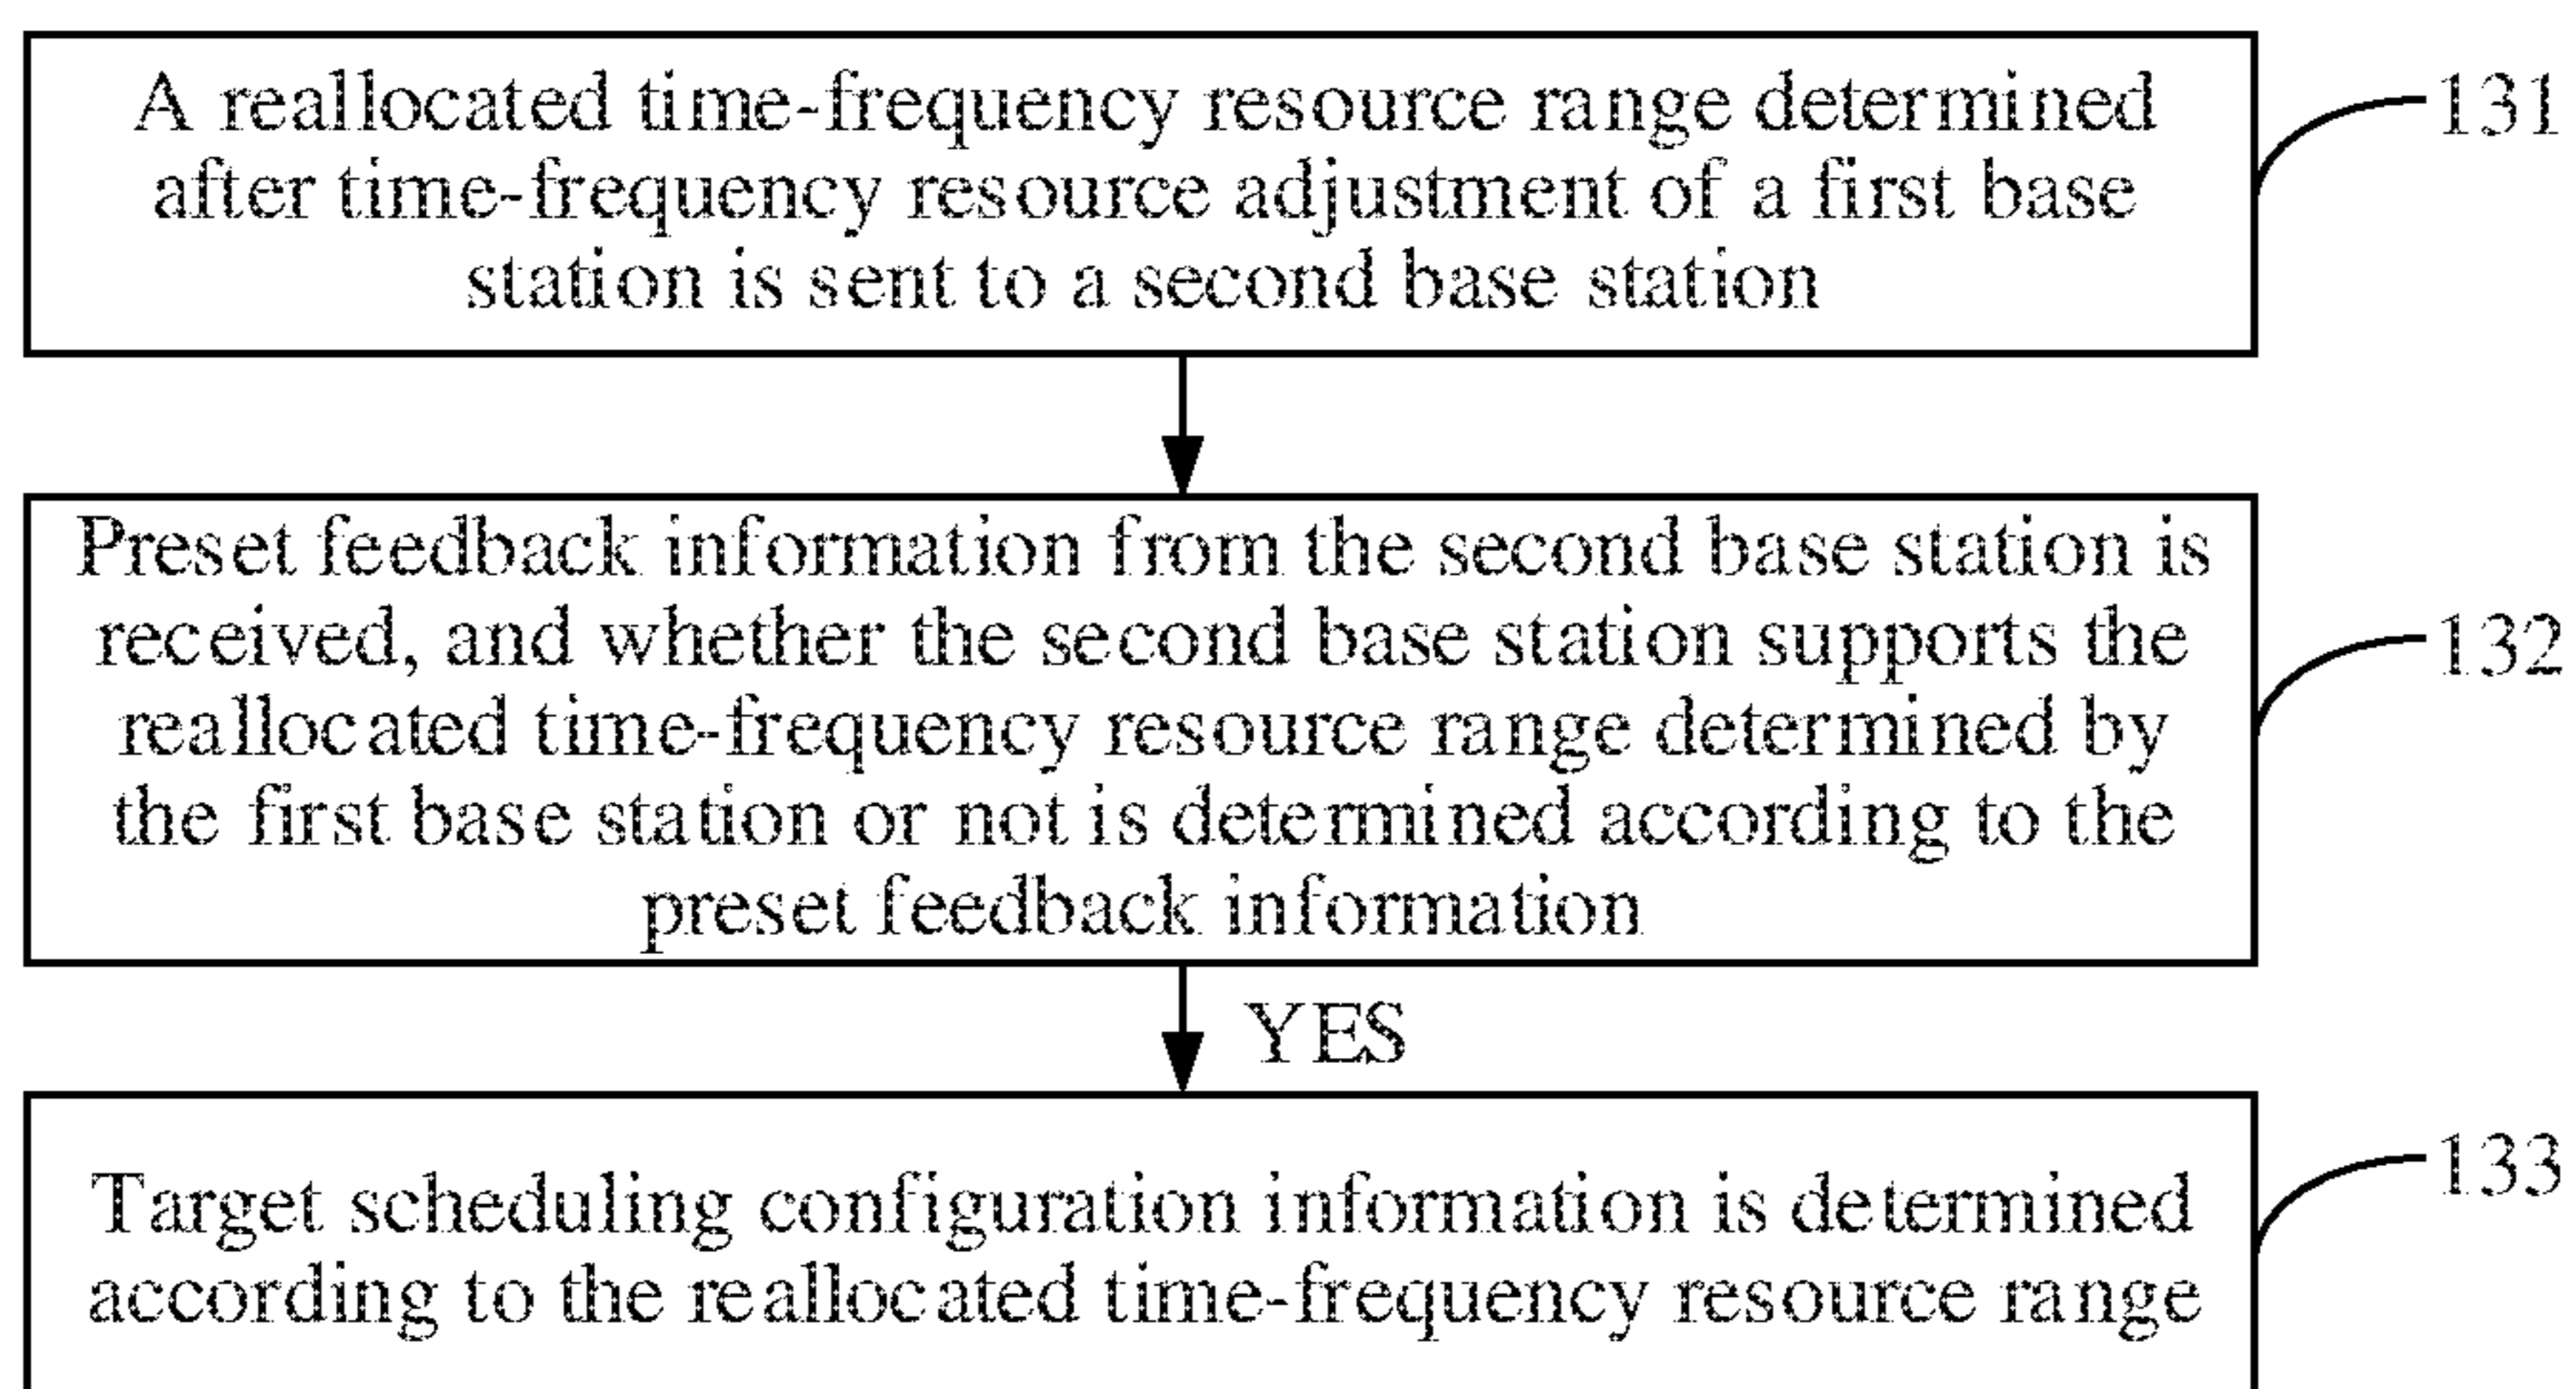 A reallocated time-frequency resource range determined
after time-frequency resource adjustment of a first base
station is sent to a second base station
131
Preset feedback information from the second base station is
received, and whether the second base station supports the
reallocated time-frequency resource range determined by
the first base station or not is determined according to the
preset feedback information
132
YES
Target scheduling configuration information is determined
according to the reallocated time-frequency resource range
133